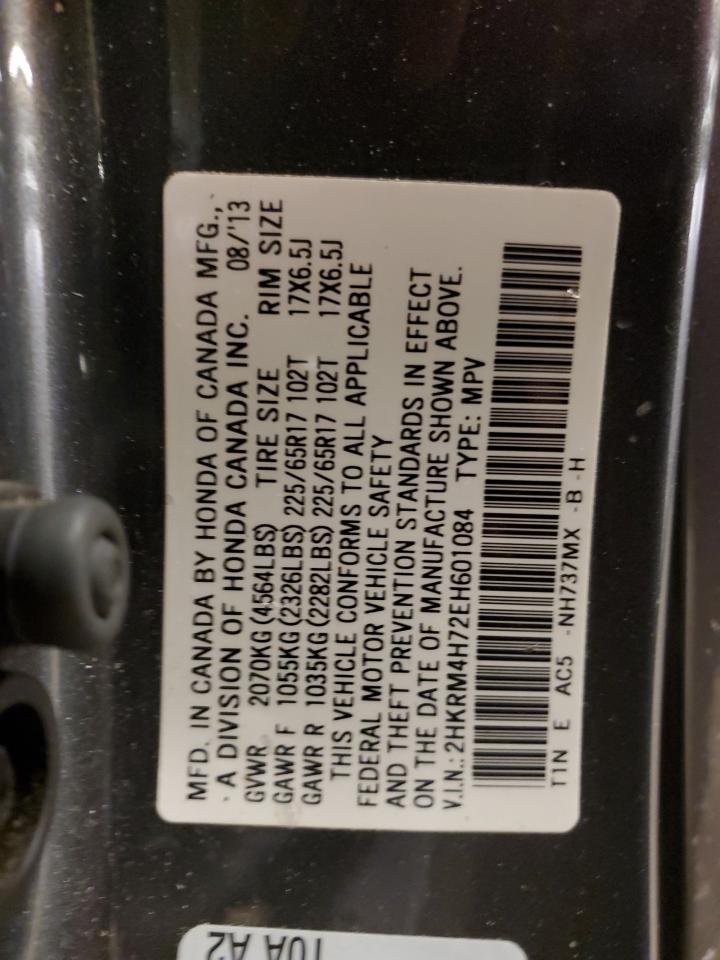 MFD. IN CANADA BY HONDA OF CANADA MFG.,
A DIVISION OF HONDA CANADA INC. 08/'13
GVWR 2070KG(4564LBS) TIRE SIZE RIM SIZE
GAWR F 1055KG(2326LBS) 225/65R17 102T 17X6.5J
GAWR R 1035KG(2282LBS) 225/65R17 102T 17X6.5J
THIS VEHICLE CONFORMS TO ALL APPLICABLE
FEDERAL MOTOR VEHICLE SAFETY
AND THEFT PREVENTION STANDARDS IN EFFECT
ON THE DATE OF MANUFACTURE SHOWN ABOVE.
V.I.N.:2HKRM4H72EH601084 TYPE: MPV
T1N E AC5 -NH737MX -B -H